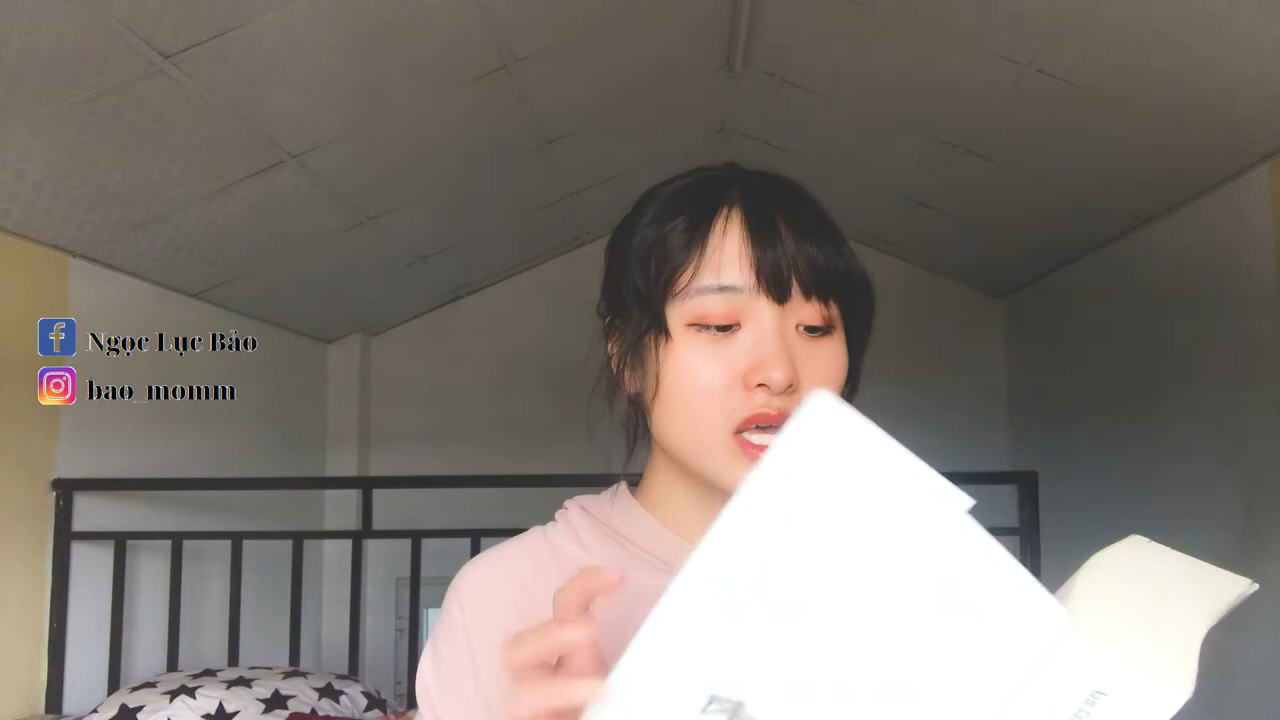 Ngọc Lục Bảo
bao_momm